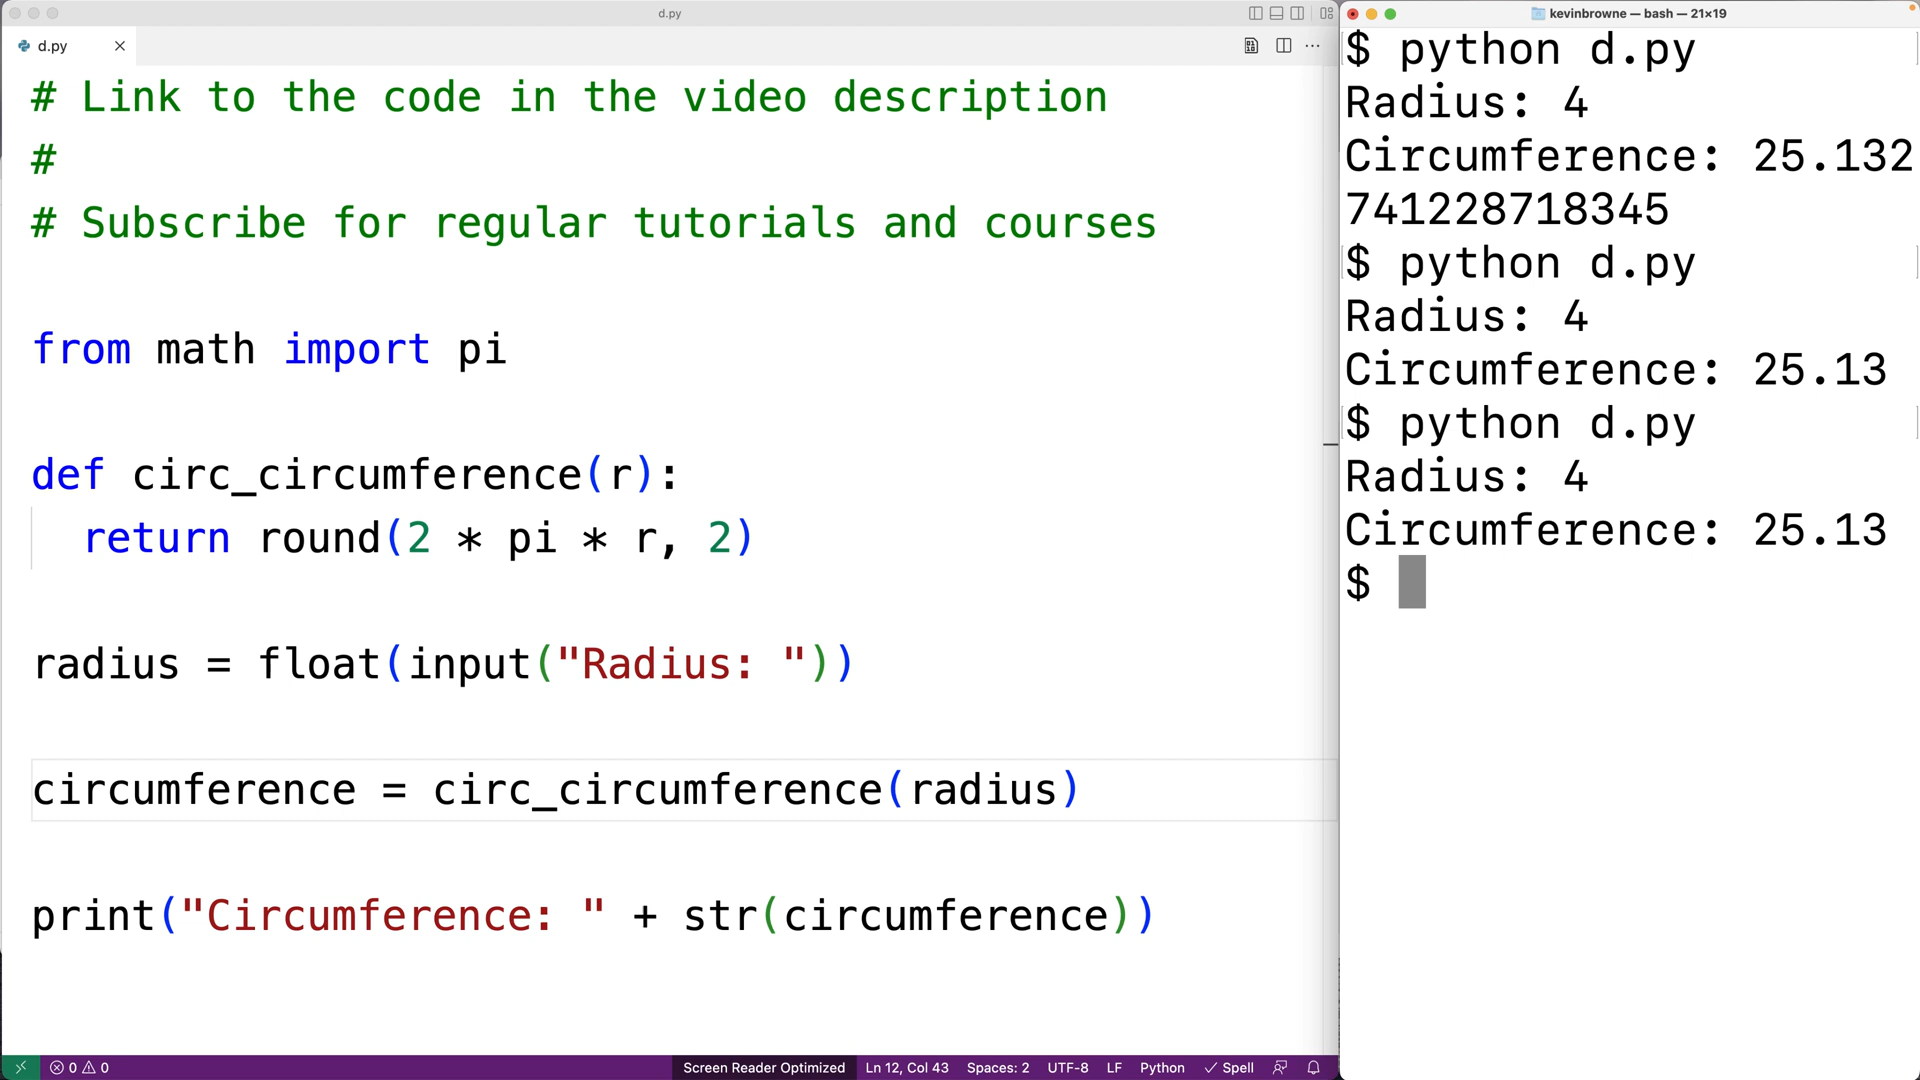 d.py
d.py
# Link to the code in the video description
#
# Subscribe for regular tutorials and courses
from math import pi
def circ_circumference(r):
return round(2 * pi * r, 2)
radius = float(input("Radius: "))
circumference = circ_circumference(radius)
print("Circumference: " + str(circumference))
0 0 Screen Reader Optimized Ln 12, Col 43 Spaces: 2 UTF-8 LF Python Spell
kevinbrowne — bash — 21×19
$ python d.py
Radius: 4
Circumference: 25.132
741228718345
$ python d.py
Radius: 4
Circumference: 25.13
$ python d.py
Radius: 4
Circumference: 25.13
$